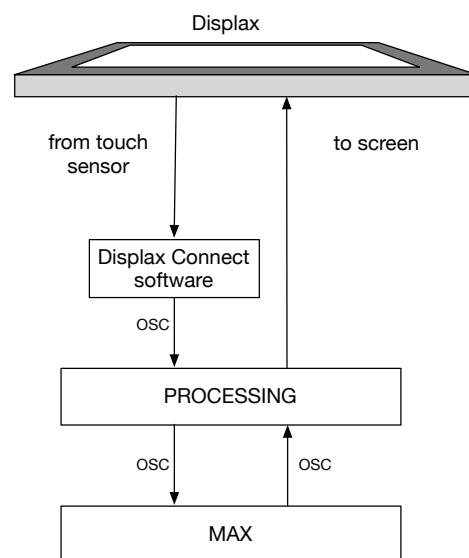 Displax
from touch
sensor
to screen
Displax Connect
software
OSC
PROCESSING
OSC
OSC
MAX